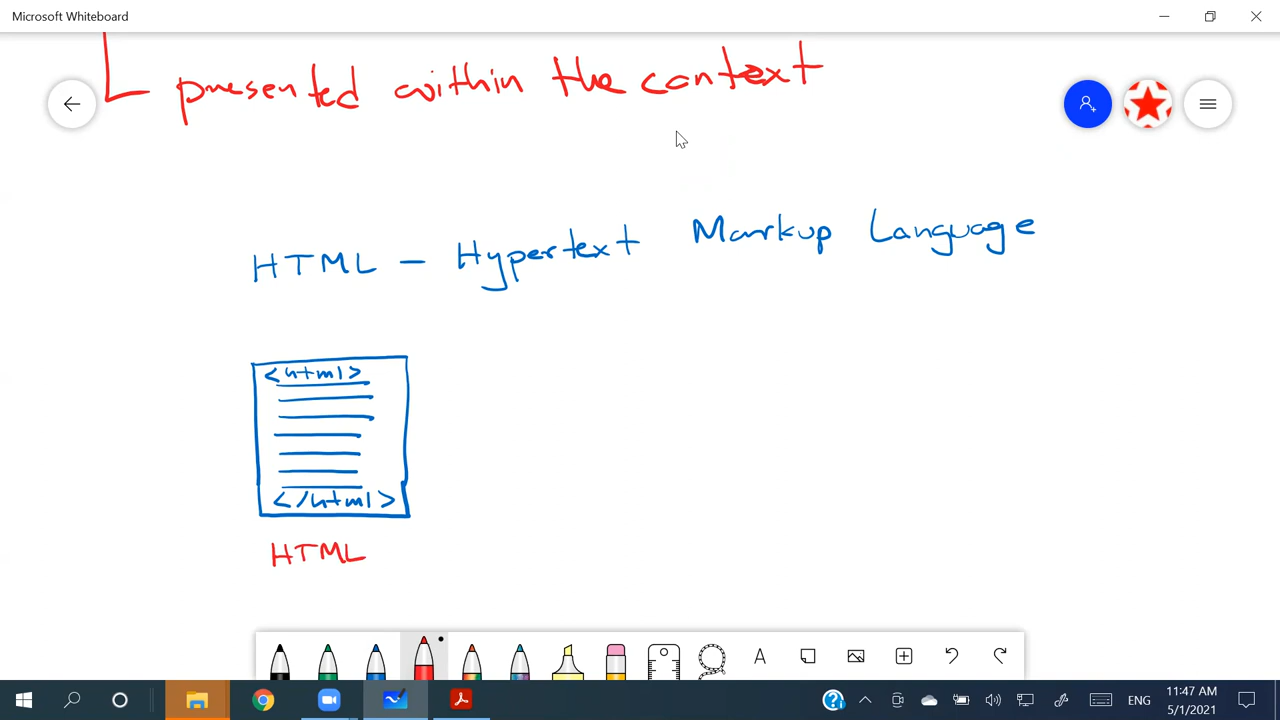 Microsoft Whiteboard
presented within the context
HTML - Hypertext Markup Language
<html>
</html>
HTML
A
ENG
11:47 AM
5/1/2021